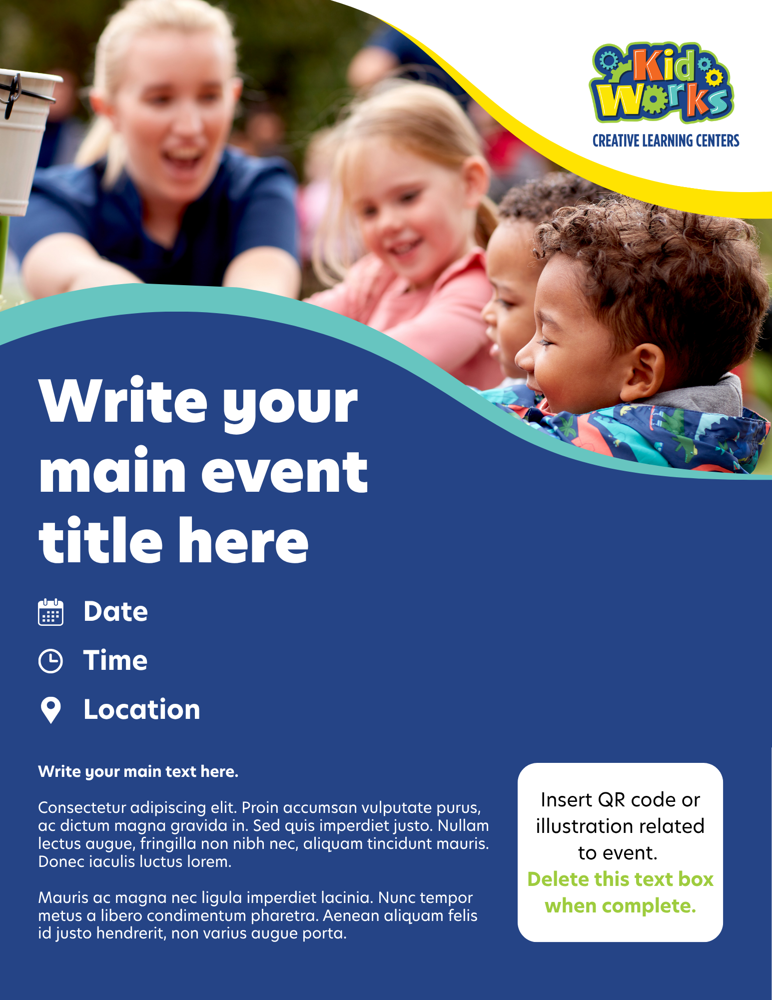 Kid
Works
CREATIVE LEARNING CENTERS
Write your
main event
title here
Date
Time
Location
Write your main text here.
Consectetur adipiscing elit. Proin accumsan vulputate purus,
ac dictum magna gravida in. Sed quis imperdiet justo. Nullam
lectus augue, fringilla non nibh nec, aliquam tincidunt mauris.
Donec iaculis luctus lorem.
Mauris ac magna nec ligula imperdiet lacinia. Nunc tempor
metus a libero condimentum pharetra. Aenean aliquam felis
id justo hendrerit, non varius augue porta.
Insert QR code or
illustration related
to event.
Delete this text box
when complete.